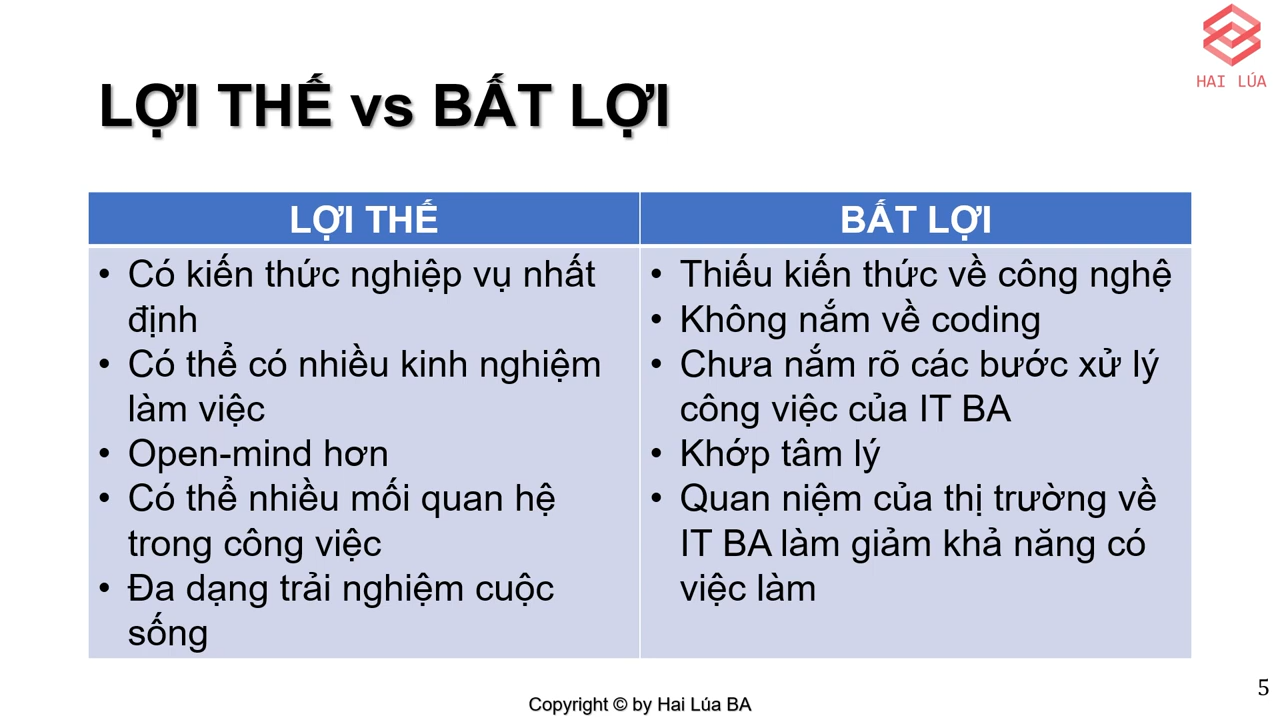 HAI LÚA
LỢI THẾ vs BẤT LỢI
LỢI THẾ
• Có kiến thức nghiệp vụ nhất
định
• Có thể có nhiều kinh nghiệm
làm việc
• Open-mind hơn
• Có thể nhiều mối quan hệ
trong công việc
• Đa dạng trải nghiệm cuộc
sống
BẤT LỢI
• Thiếu kiến thức về công nghệ
• Không nắm về coding
• Chưa nắm rõ các bước xử lý
công việc của IT BA
• Khớp tâm lý
• Quan niệm của thị trường về
IT BA làm giảm khả năng có
việc làm
Copyright © by Hai Lúa BA
5